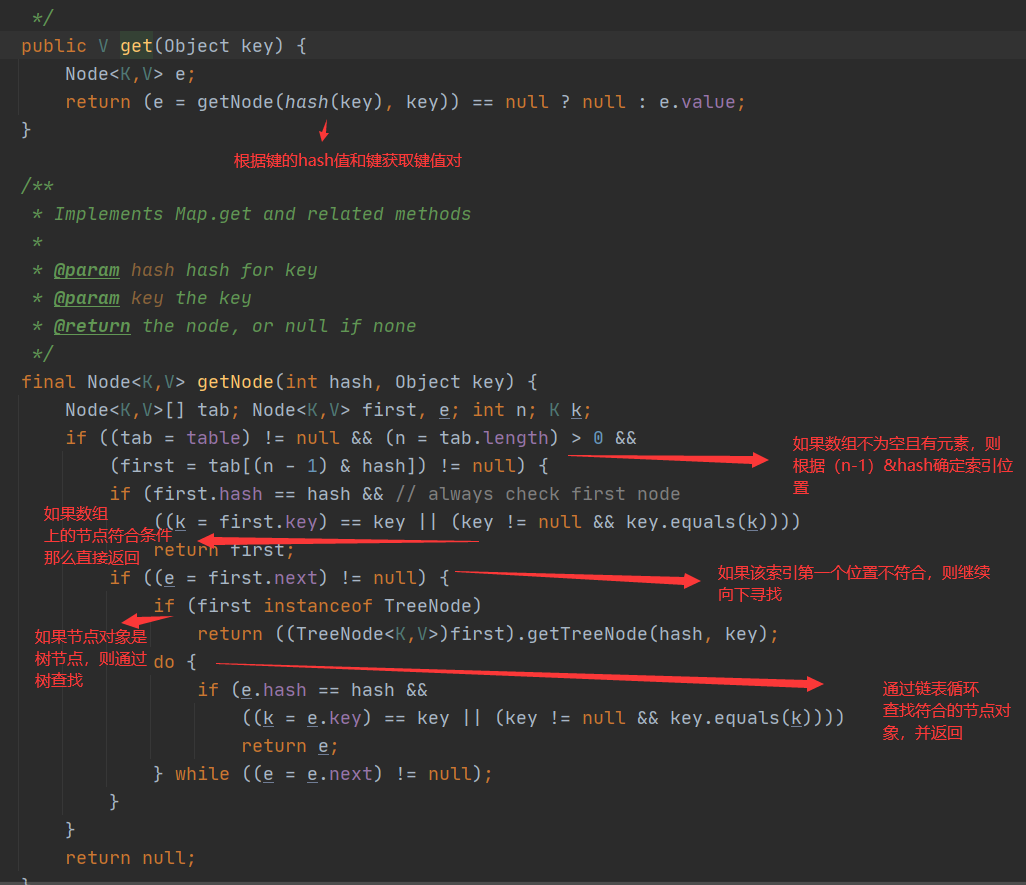 */
public V get(Object key) {
Node<K,V> e;
return (e = getNode(hash(key), key)) == null ? null : e.value;
}
根据键的hash值和键获取键值对
/**
* Implements Map.get and related methods
*
* @param hash hash for key
* @param key the key
* @return the node, or null if none
*/
final Node<K,V> getNode(int hash, Object key) {
Node<K,V>[] tab; Node<K,V> first, e; int n; K k;
if ((tab = table) != null && (n = tab.length) > 0 &&
(first = tab[(n - 1) & hash]) != null) {
如果数组不为空且有元素，则
根据（n-1）&hash确定索引位
置
if (first.hash == hash && // always check first node
((k = first.key) == key || (key != null && key.equals(k))))
return first;
如果数组
上的节点符合条件
那么直接返回
if ((e = first.next) != null) {
如果该索引第一个位置不符合，则继续
向下寻找
if (first instanceof TreeNode)
return ((TreeNode<K,V>)first).getTreeNode(hash, key);
如果节点对象是
树节点，则通过
树查找
do {
if (e.hash == hash &&
((k = e.key) == key || (key != null && key.equals(k))))
return e;
通过链表循环
查找符合的节点对
象，并返回
} while ((e = e.next) != null);
}
}
return null;
}